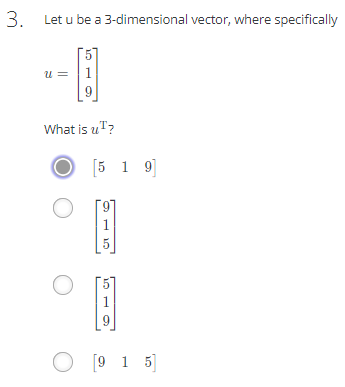 3. Let u be a 3-dimensional vector, where specifically
u = [5
1
9]
What is uᵀ?
[5 1 9]
[9
1
5]
[5
1
9]
[9 1 5]